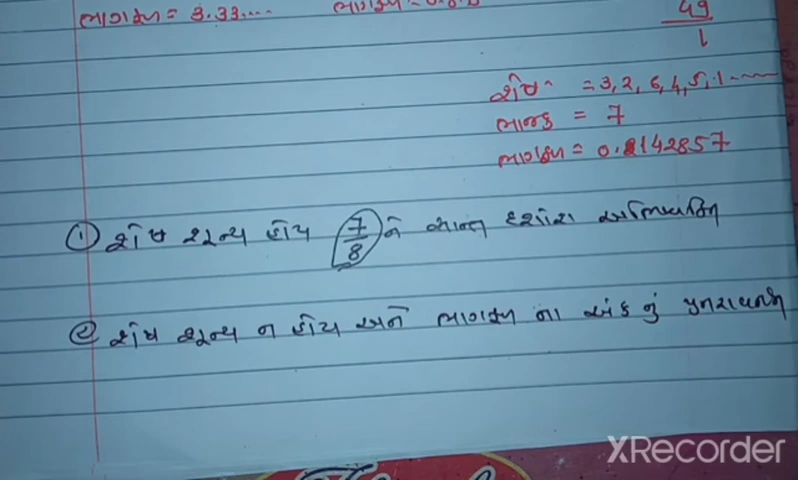 ભાગફળ = 3.33....
49
1
શેષ = 3, 2, 6, 4, 5, 1 ......
ભાજક = 7
ભાગફળ = 0.142857
① શેષ શૂન્ય હોય 7/8 ને સાન્ત દશાંશ અભિવ્યક્તિ
② શેષ શૂન્ય ન હોય અને ભાગફળ ના અંક નું પુનરાવર્તન
XRecorder